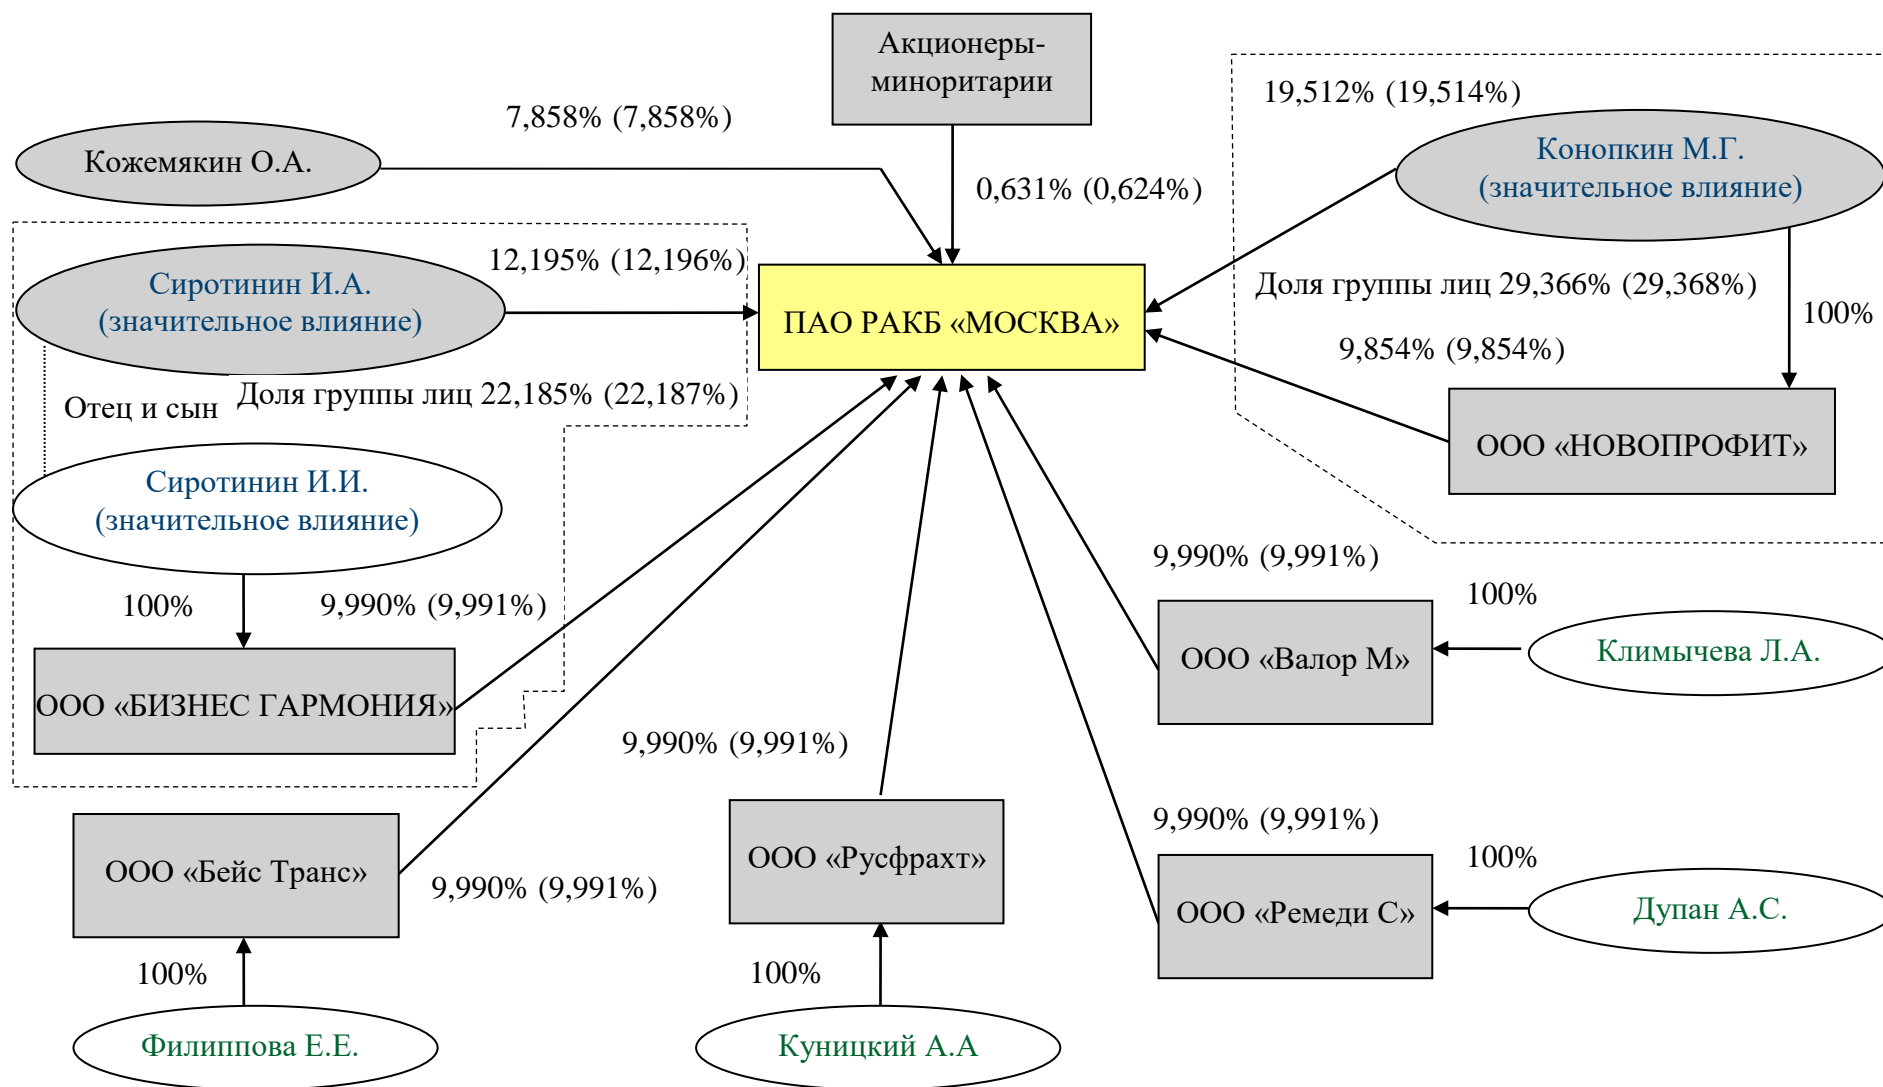 Акционеры-
миноритарии
19,512% (19,514%)
7,858% (7,858%)
Кожемякин О.А.
Конопкин М.Г.
(значительное влияние)
0,631% (0,624%)
12,195% (12,196%)
Сиротинин И.А.
(значительное влияние)
ПАО РАКБ «МОСКВА»
Доля группы лиц 29,366% (29,368%)
100%
9,854% (9,854%)
Отец и сын
Доля группы лиц 22,185% (22,187%)
ООО «НОВОПРОФИТ»
Сиротинин И.И.
(значительное влияние)
9,990% (9,991%)
100%
9,990% (9,991%)
100%
ООО «Валор М»
Климычева Л.А.
ООО «БИЗНЕС ГАРМОНИЯ»
9,990% (9,991%)
9,990% (9,991%)
ООО «Бейс Транс»
9,990% (9,991%)
ООО «Русфрахт»
100%
ООО «Ремеди С»
Дупан А.С.
100%
100%
Филиппова Е.Е.
Куницкий А.А